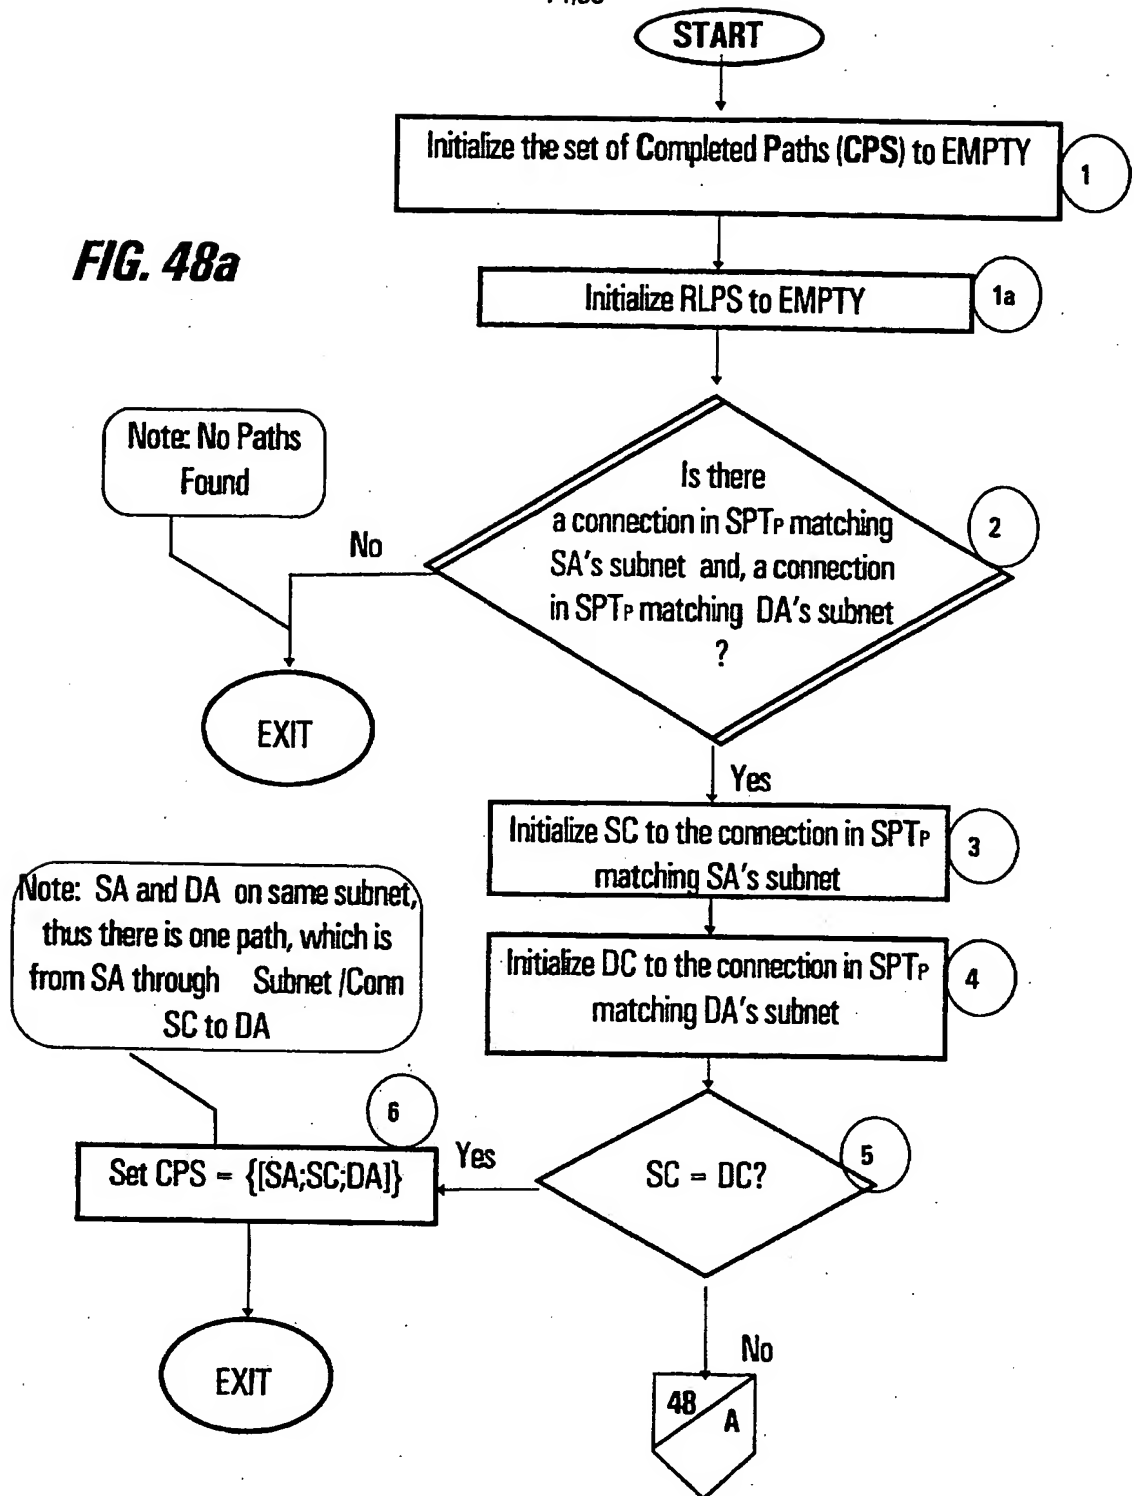 START
Initialize the set of Completed Paths (CPS) to EMPTY
1
FIG. 48a
Initialize RLPS to EMPTY
1a
Note: No Paths
Found
Is there
a connection in SPTP matching
SA's subnet and, a connection
in SPTP matching DA's subnet
?
2
No
EXIT
Yes
Initialize SC to the connection in SPTP
matching SA's subnet
3
Note: SA and DA on same subnet,
thus there is one path, which is
from SA through Subnet /Conn
SC to DA
Initialize DC to the connection in SPTP
matching DA's subnet
4
6
Set CPS = {[SA;SC;DA]}
Yes
SC = DC?
5
EXIT
No
48
A